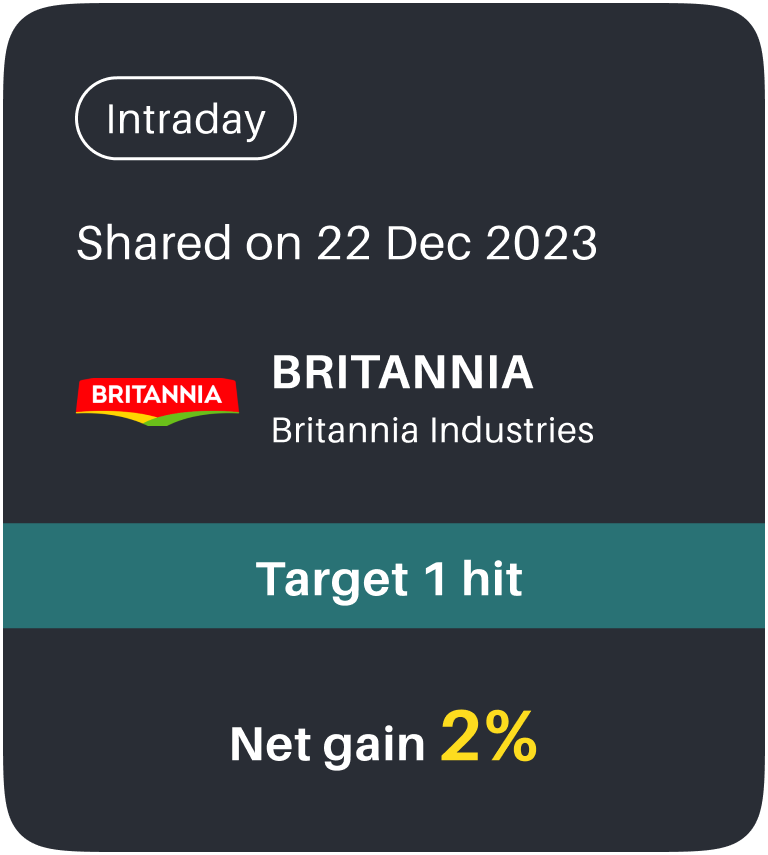 Intraday
Shared on 22 Dec 2023
BRITANNIA
BRITANNIA
Britannia Industries
Target 1 hit
Net gain 2%